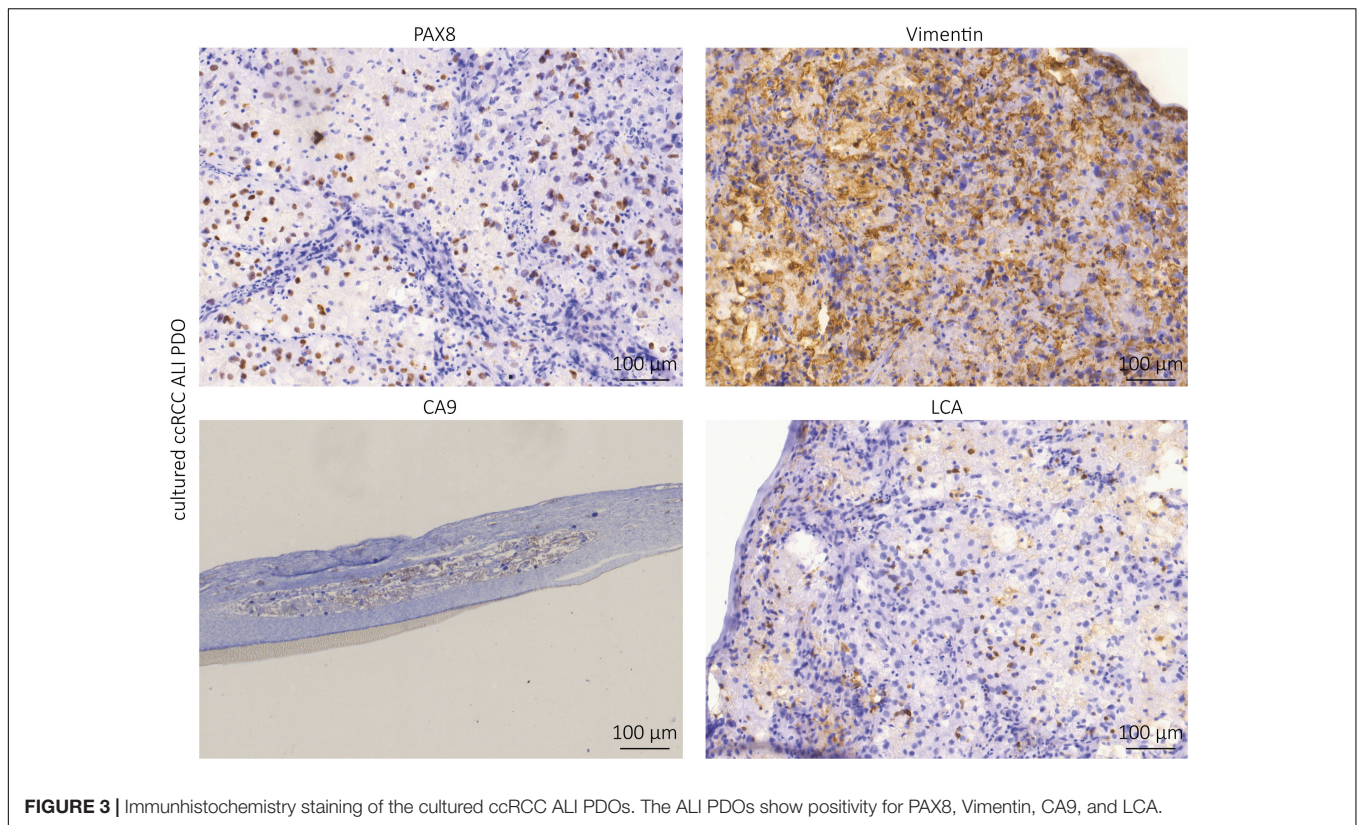 PAX8
Vimentin
100 µm
100 µm
cultured ccRCC ALI PDO
CA9
LCA
100 µm
100 µm
FIGURE 3 | Immunhistochemistry staining of the cultured ccRCC ALI PDOs. The ALI PDOs show positivity for PAX8, Vimentin, CA9, and LCA.